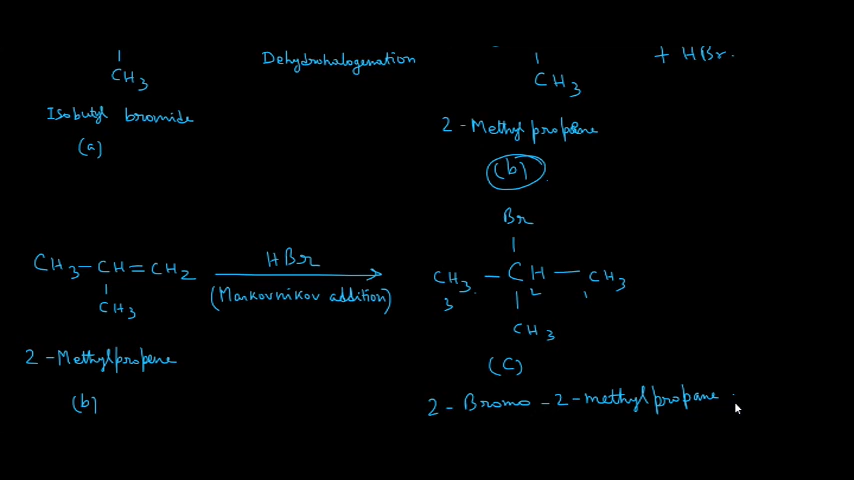 |
CH3 Dehydrohalogenation | + HBr.
CH3
Isobutyl bromide
(a) 2 - Methyl propene
(b)
Br
|
CH3 - CH = CH2 HBr CH3 - CH - CH3
(Markovnikov addition) 3 | 2 1
|
CH3 CH3
2 - Methylpropene (C)
(b) 2 - Bromo - 2 - methyl propane.